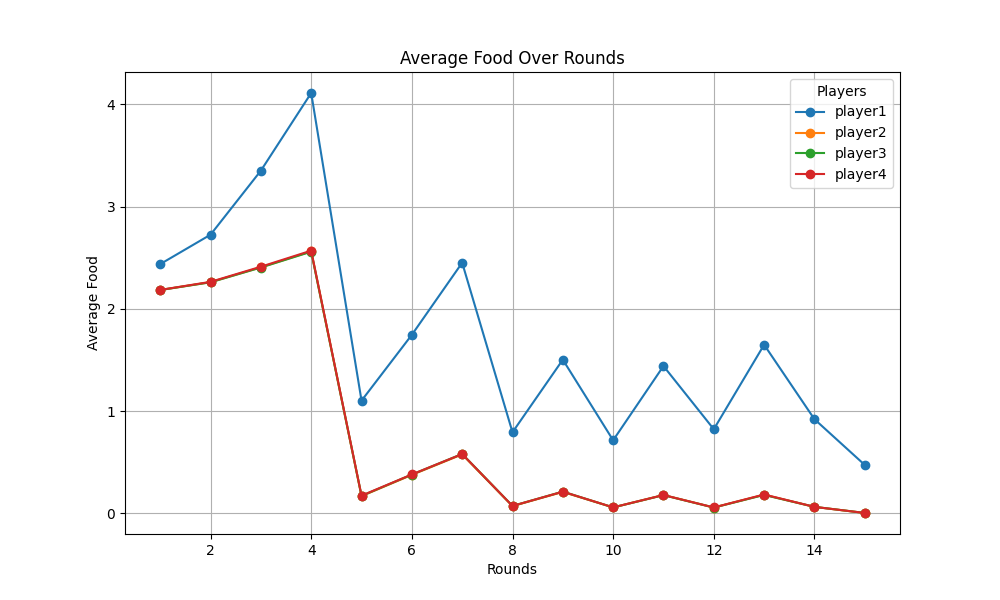 Average Food Over Rounds
Players
player1
player2
player3
player4
Average Food
4
3
2
1
0
2 4 6 8 10 12 14
Rounds